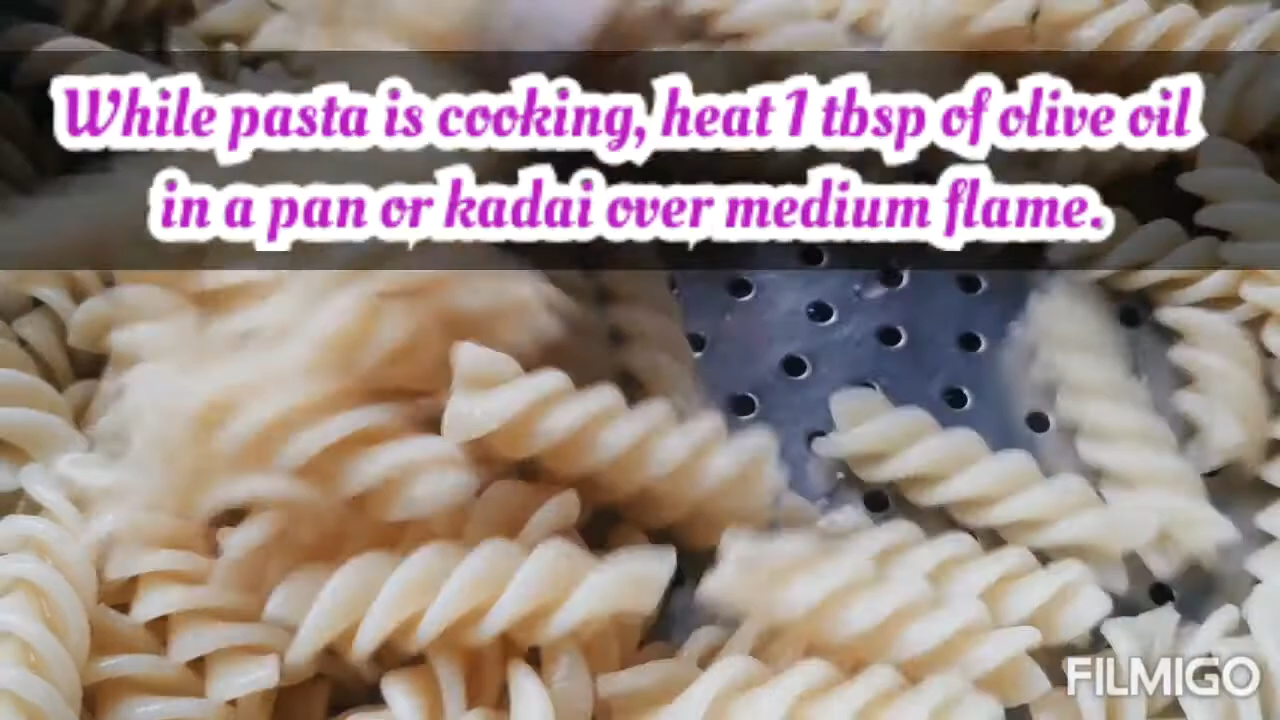 While pasta is cooking, heat 1 tbsp of olive oil
in a pan or kadai over medium flame.
FILMIGO